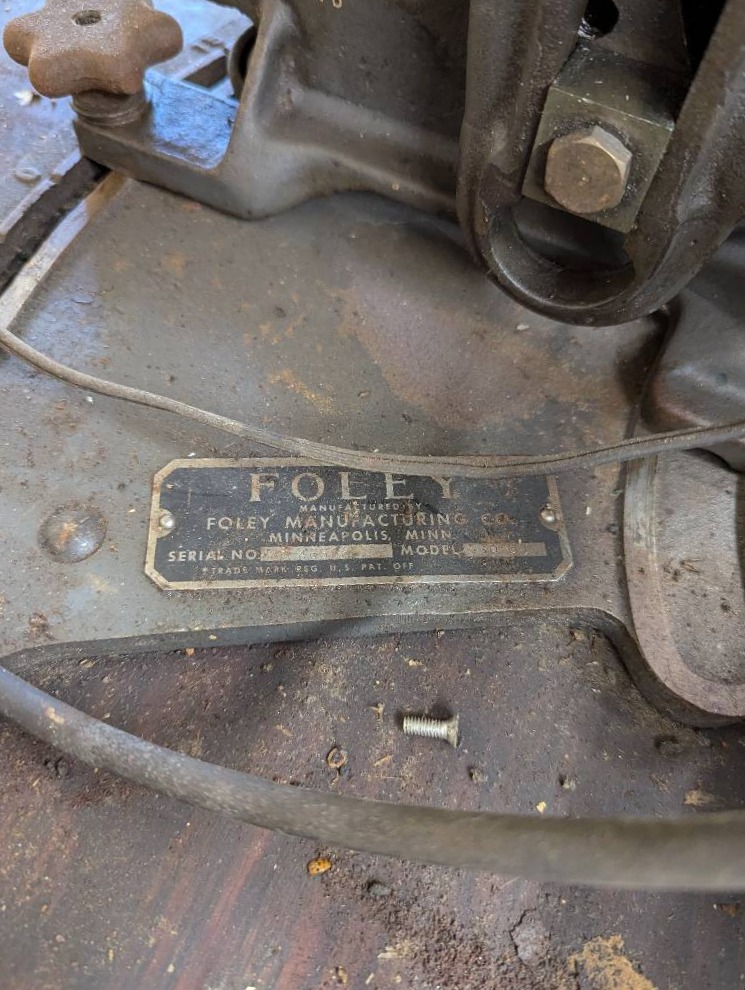 FOLEY
MANUFACTURED BY
FOLEY MANUFACTURING CO.
MINNEAPOLIS, MINN.
SERIAL NO. MODEL
*TRADE MARK REG. U.S. PAT. OFF